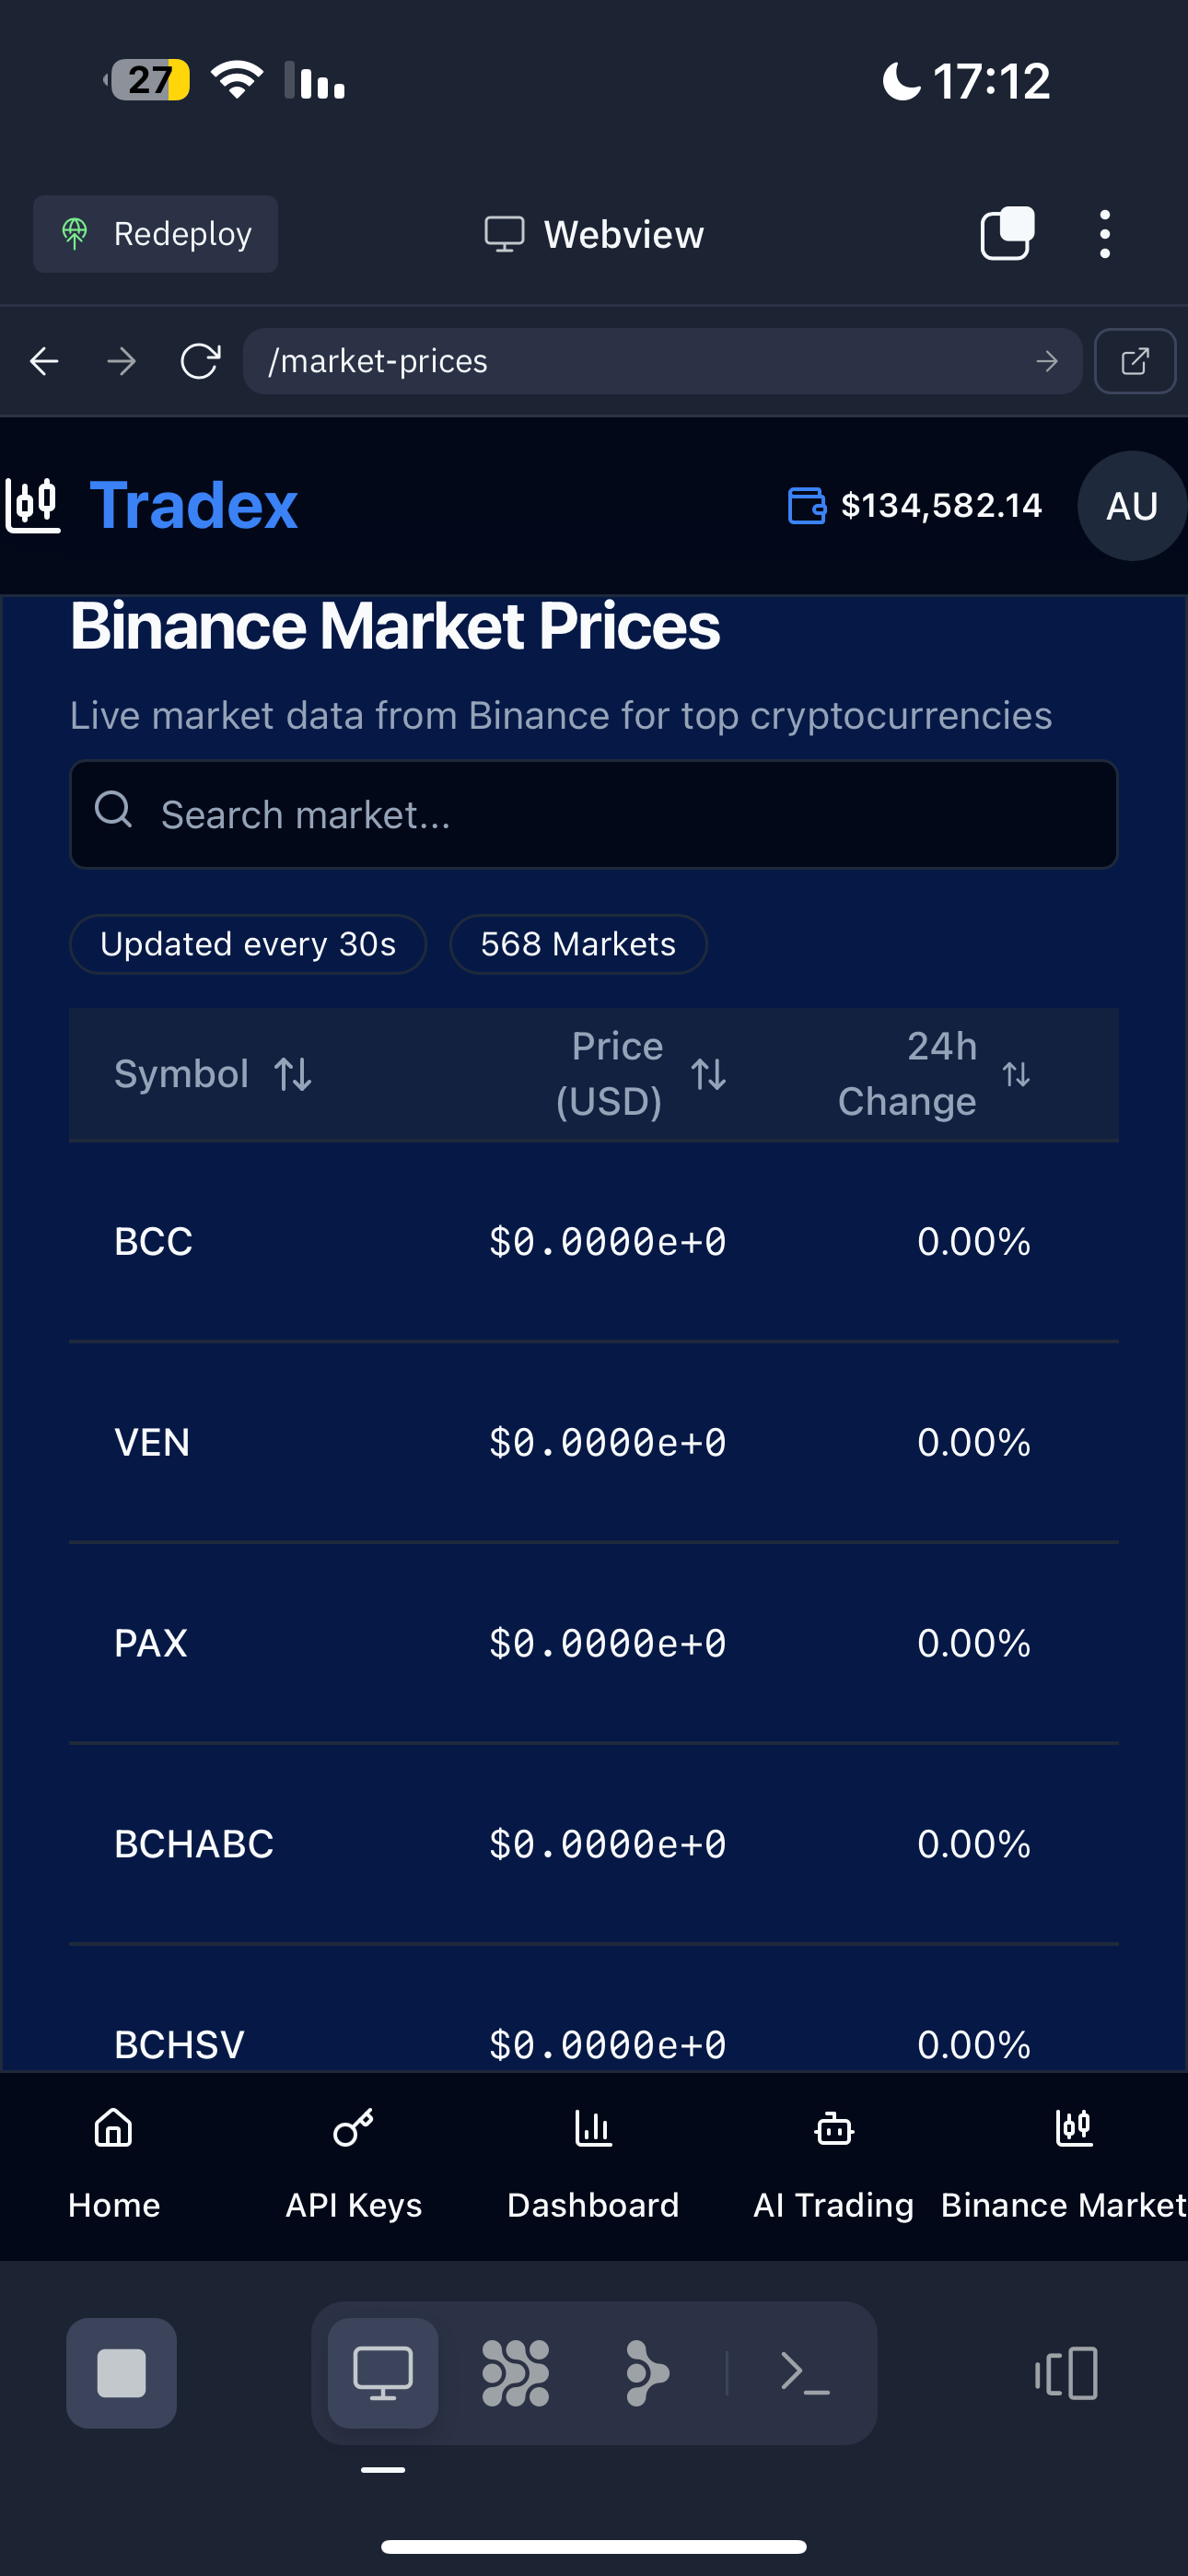 27
17:12
Redeploy
Webview
/market-prices
Tradex
$134,582.14
AU
Binance Market Prices
Live market data from Binance for top cryptocurrencies
Search market...
Updated every 30s
568 Markets
Symbol
Price
(USD)
24h
Change
BCC $0.0000e+0 0.00%
VEN $0.0000e+0 0.00%
PAX $0.0000e+0 0.00%
BCHABC $0.0000e+0 0.00%
BCHSV $0.0000e+0 0.00%
Home
API Keys
Dashboard
AI Trading
Binance Market